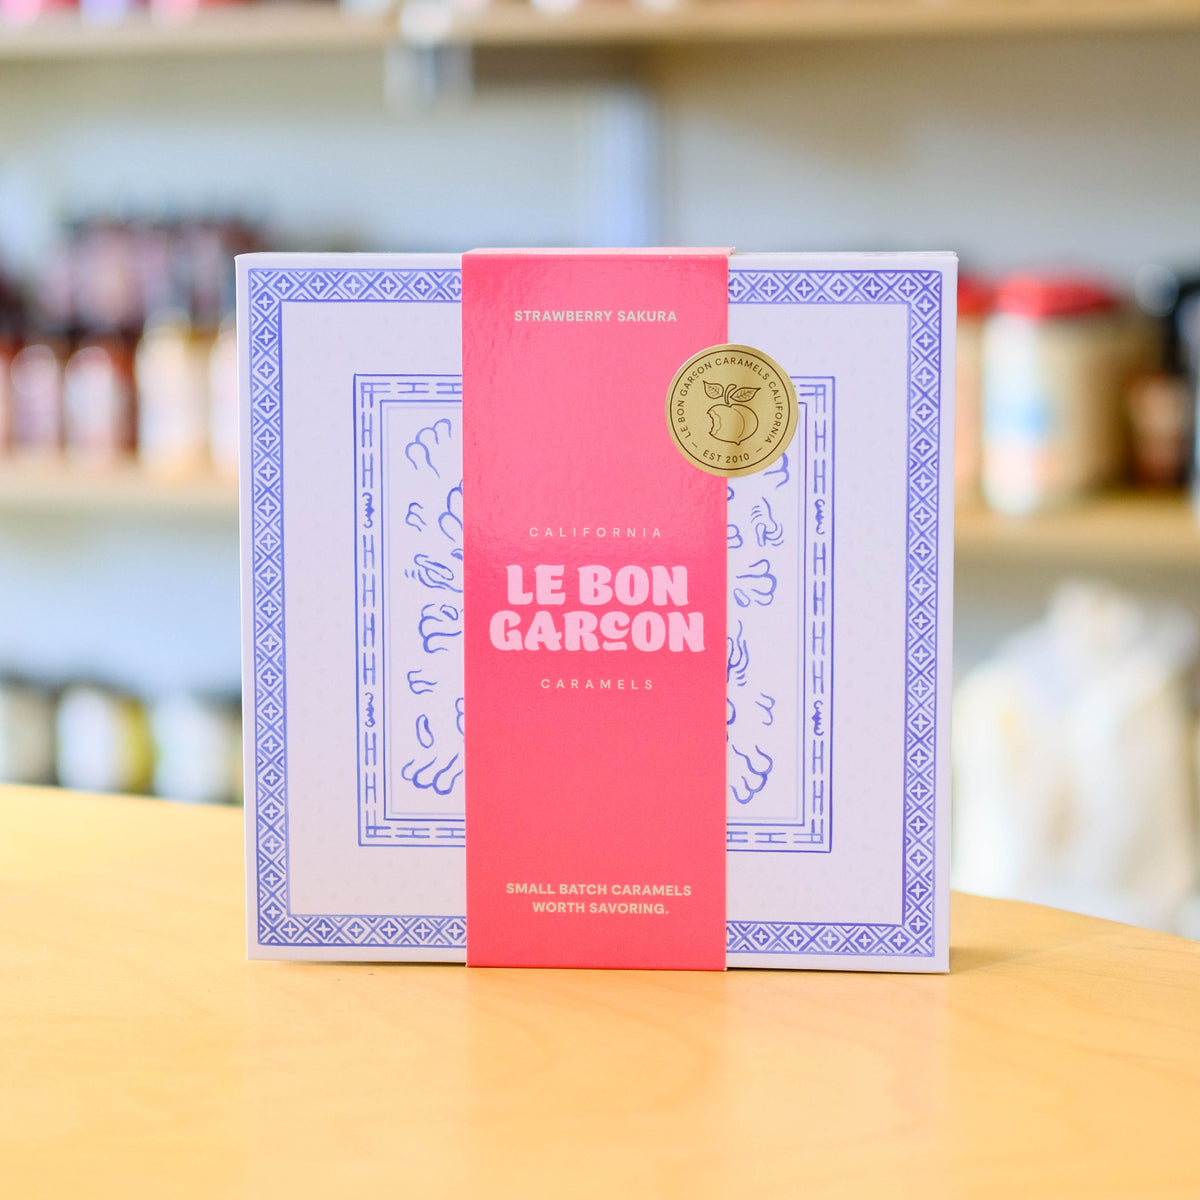 STRAWBERRY SAKURA
LE BON GARÇON CARAMELS CALIFORNIA
EST 2010
CALIFORNIA
LE BON
GARÇON
CARAMELS
SMALL BATCH CARAMELS
WORTH SAVORING.